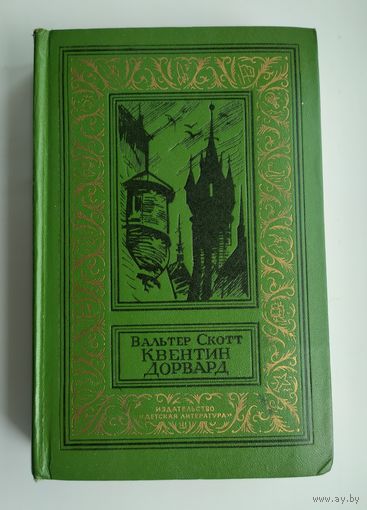 Вальтер Скотт
Квентин
Дорвард
ИЗДАТЕЛЬСТВО
"ДЕТСКАЯ ЛИТЕРАТУРА"
www.ay.by